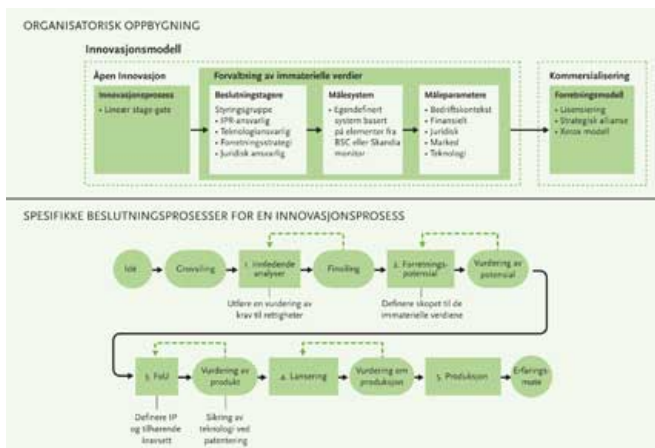 ORGANISATORISK OPPBYGNING
Innovasjonsmodell
Åpen Innovasjon
Forvaltning av immaterielle verdier
Kommersialisering
Innovasjonsprosess
• Lineær stage-gate
Beslutningstagere
Styringsgruppe
• IPR-ansvarlig
• Teknologiansvarlig
• Forretningsstrategi
• Juridisk ansvarlig
Målesystem
• Egendefinert
system basert
på elementer fra
BSC eller Skandia
monitor
Måleparametere
• Bedriftskontekst
• Finansielt
• Juridisk
• Marked
• Teknologi
Forretningsmodell
• Lisensiering
• Strategisk allianse
• Xerox modell
SPESIFIKKE BESLUTNINGSPROSESSER FOR EN INNOVASJONSPROSESS
Idé
Grovsiling
1. Innledende
analyser
Finsiling
2. Forretnings-
potensial
Vurdering av
potensial
Utføre en vurdering av
krav til rettigheter
Definere skopet til de
immaterielle verdiene
3. FoU
Vurdering av
produkt
4. Lansering
Vurdering om
produksjon
5. Produksjon
Erfarings-
møte
Definere IP
og tilhørende
kravsett
Sikring av
teknologi ved
patentering